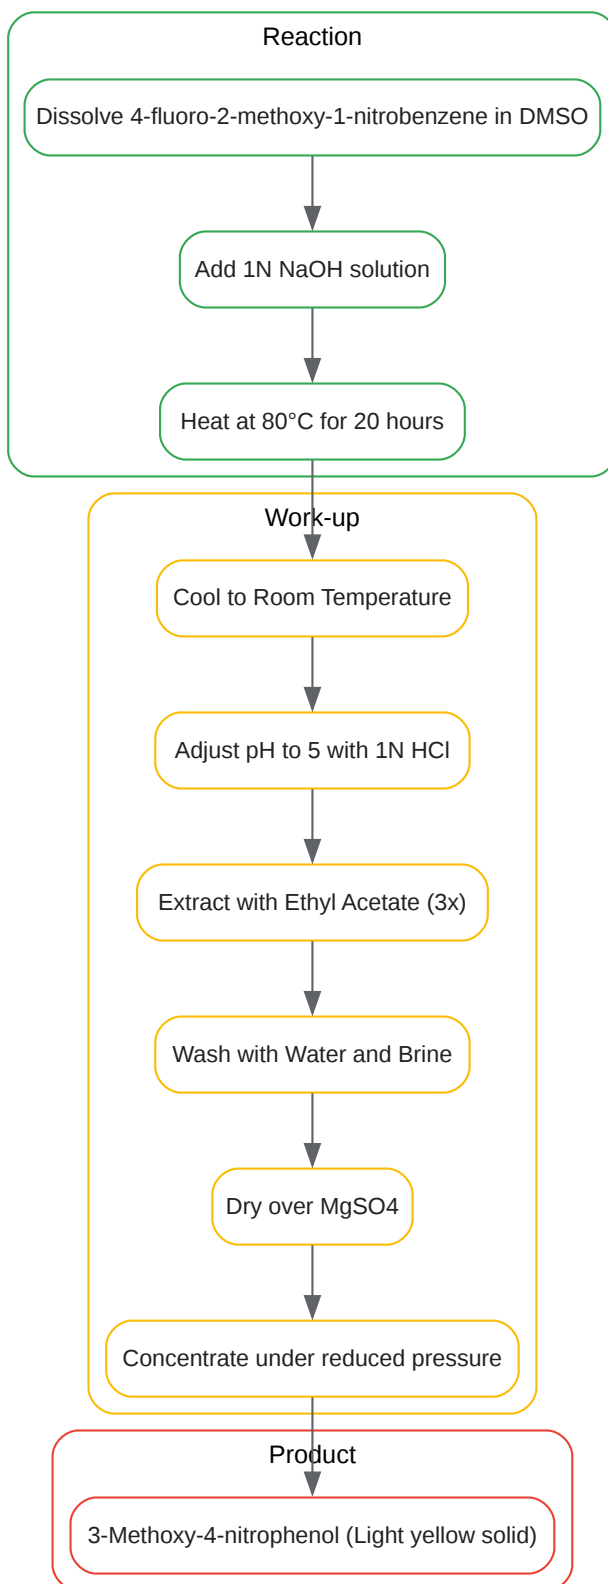 Reaction
Dissolve 4-fluoro-2-methoxy-1-nitrobenzene in DMSO
Add 1N NaOH solution
Heat at 80°C for 20 hours
Work-up
Cool to Room Temperature
Adjust pH to 5 with 1N HCl
Extract with Ethyl Acetate (3x)
Wash with Water and Brine
Dry over MgSO4
Concentrate under reduced pressure
Product
3-Methoxy-4-nitrophenol (Light yellow solid)